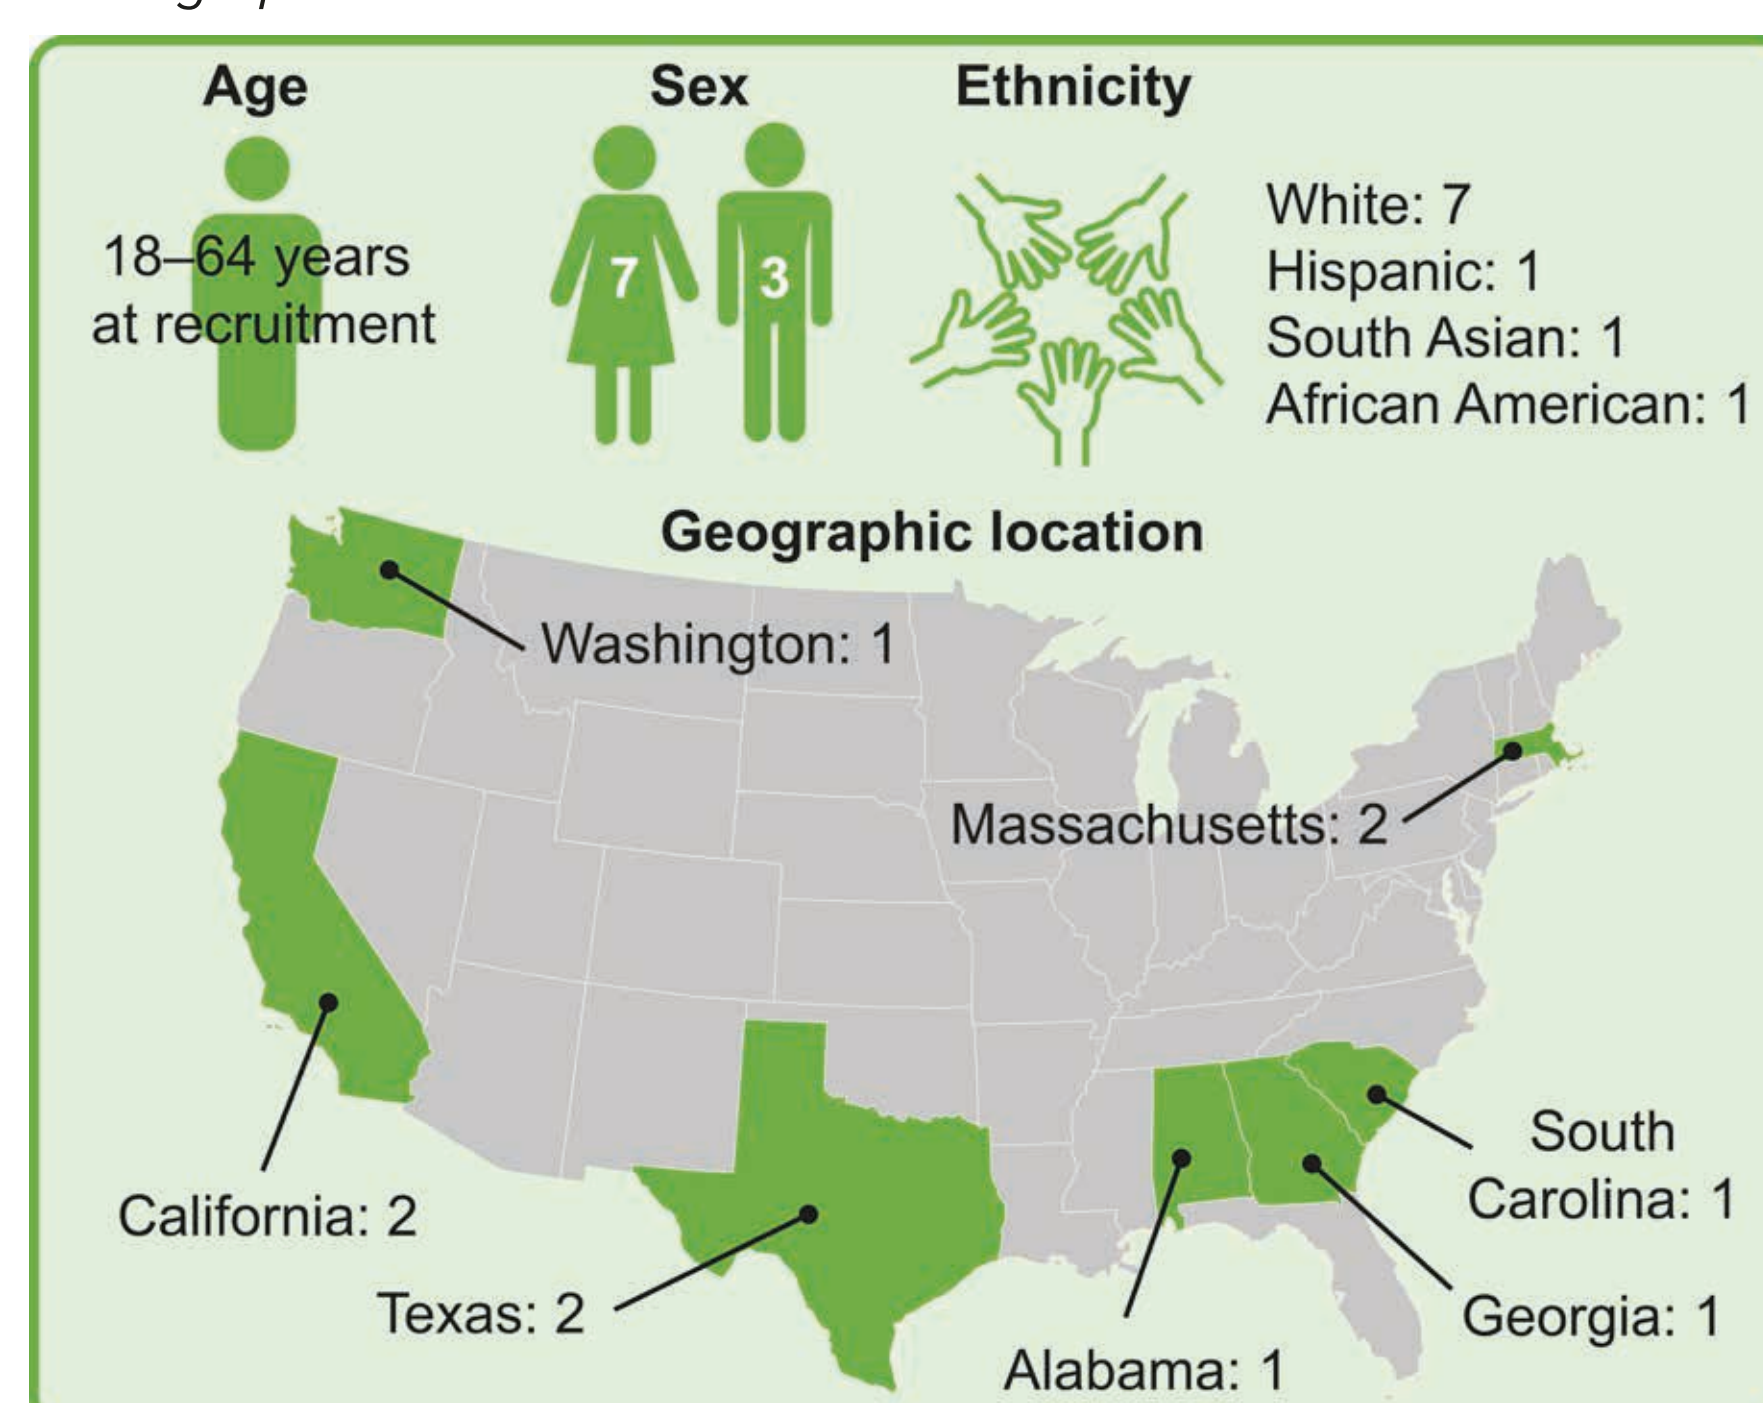 Age
Sex
Ethnicity
18–64 years
at recruitment
7
3
White: 7
Hispanic: 1
South Asian: 1
African American: 1
Geographic location
Washington: 1
Massachusetts: 2
California: 2
Texas: 2
Alabama: 1
South
Carolina: 1
Georgia: 1